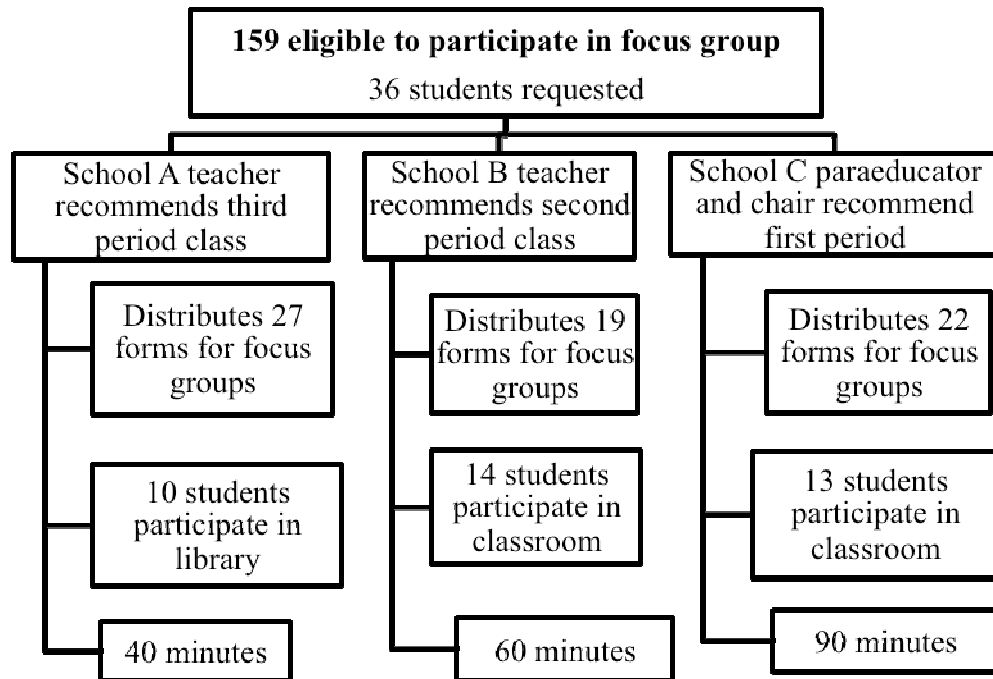 159 eligible to participate in focus group
36 students requested
School A teacher
recommends third
period class
Distributes 27
forms for focus
groups
10 students
participate in
library
40 minutes
School B teacher
recommends second
period class
Distributes 19
forms for focus
groups
14 students
participate in
classroom
60 minutes
School C paraeducator
and chair recommend
first period
Distributes 22
forms for focus
groups
13 students
participate in
classroom
90 minutes